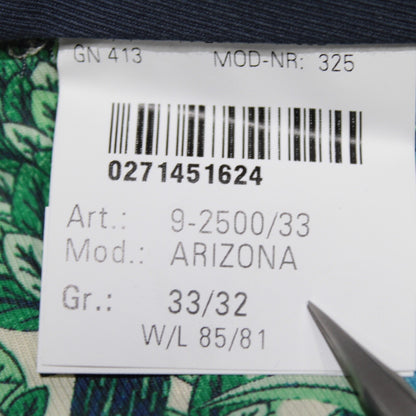 GN 413 MOD-NR: 325
0271451624
Art.: 9-2500/33
Mod.: ARIZONA
Gr.: 33/32
W/L 85/81